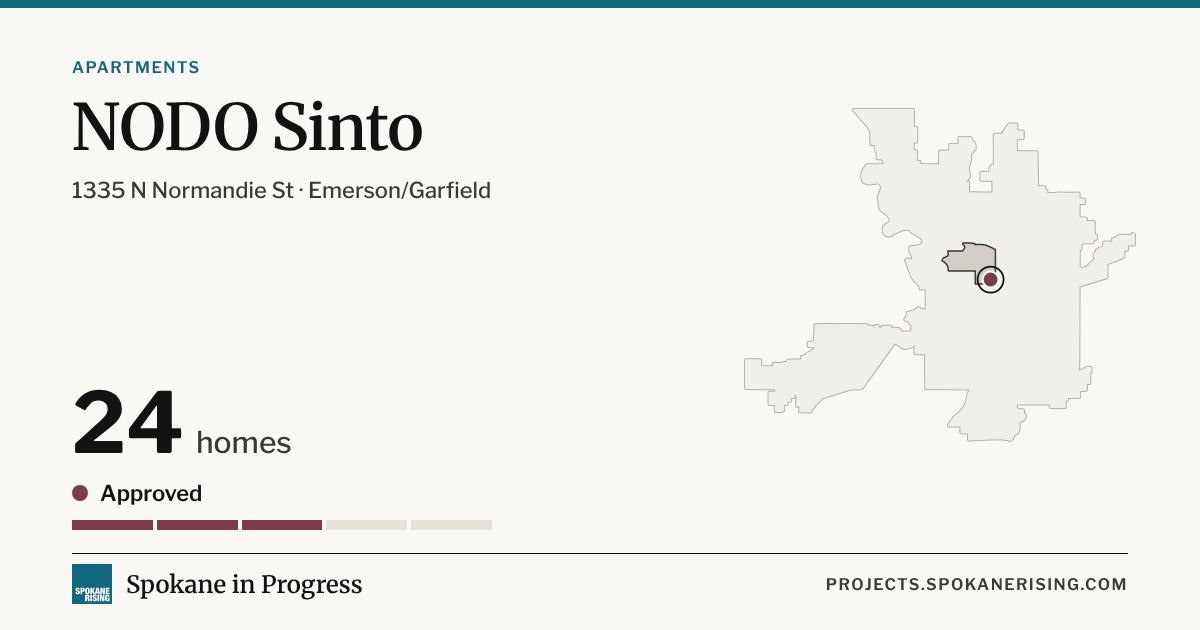 APARTMENTS
NODO Sinto
1335 N Normandie St · Emerson/Garfield
24 homes
Approved
SPOKANE
RISING
Spokane in Progress
PROJECTS.SPOKANERISING.COM